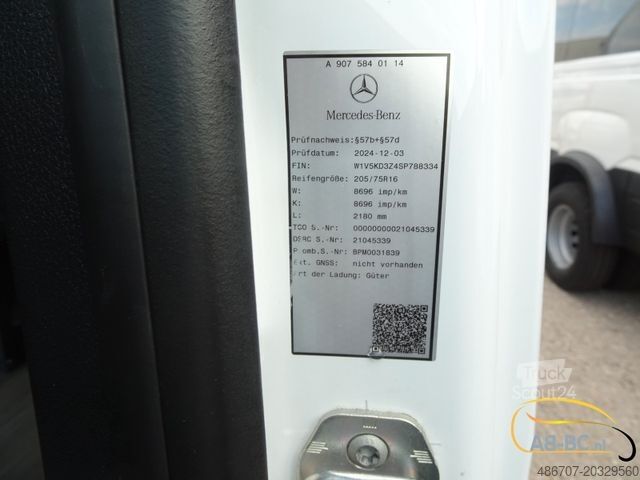 A 907 584 01 14
Mercedes-Benz
Prüfnachweis: §57b+§57d
Prüfdatum: 2024-12-03
FIN: W1V5KD3Z4SP788334
Reifengröße: 205/75R16
W: 8696 imp/km
K: 8696 imp/km
L: 2180 mm
TCO S.-Nr: 00000000021045339
DSRC S.-Nr: 21045339
Plomb.S.-Nr: BPM0031839
Ext. GNSS: nicht vorhanden
Art der Ladung: Güter
Truck
Scout24
AB-BC.nl
486707-20329560